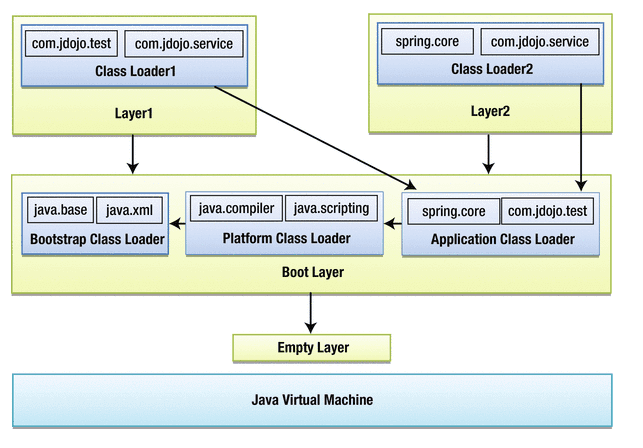 com.jdojo.test com.jdojo.service
Class Loader1
Layer1
spring.core com.jdojo.service
Class Loader2
Layer2
java.base java.xml
Bootstrap Class Loader
java.compiler java.scripting
Platform Class Loader
spring.core com.jdojo.test
Application Class Loader
Boot Layer
Empty Layer
Java Virtual Machine